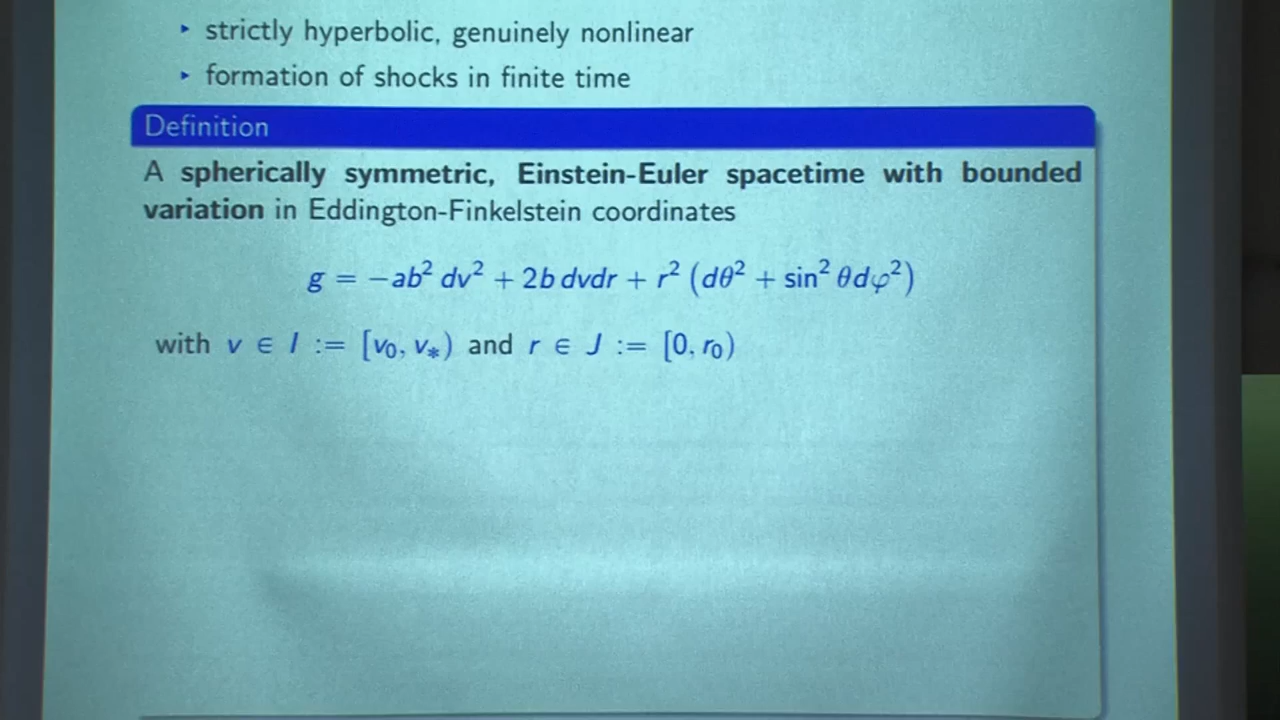 ‣ strictly hyperbolic, genuinely nonlinear
‣ formation of shocks in finite time
Definition
A spherically symmetric, Einstein-Euler spacetime with bounded
variation in Eddington-Finkelstein coordinates
g = −ab² dv² + 2b dvdr + r² (dθ² + sin² θdφ²)
with v ∈ I := [v₀, v∗) and r ∈ J := [0, r₀)